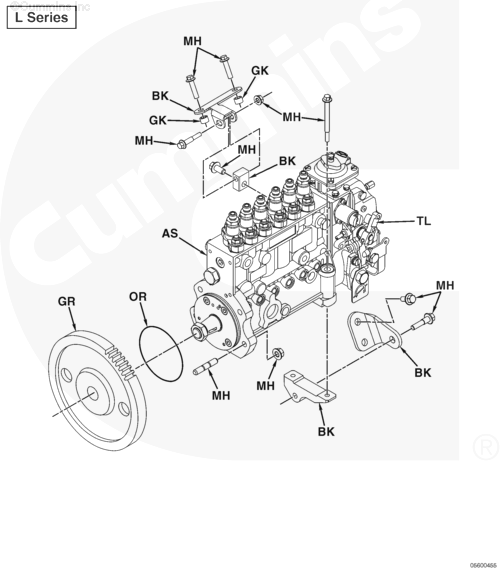 ©Cummins Inc.
L Series
MH
GK
BK
GK
MH
MH
MH
BK
AS
TL
GR
OR
MH
MH
MH
BK
BK
Cummins
®
05600455